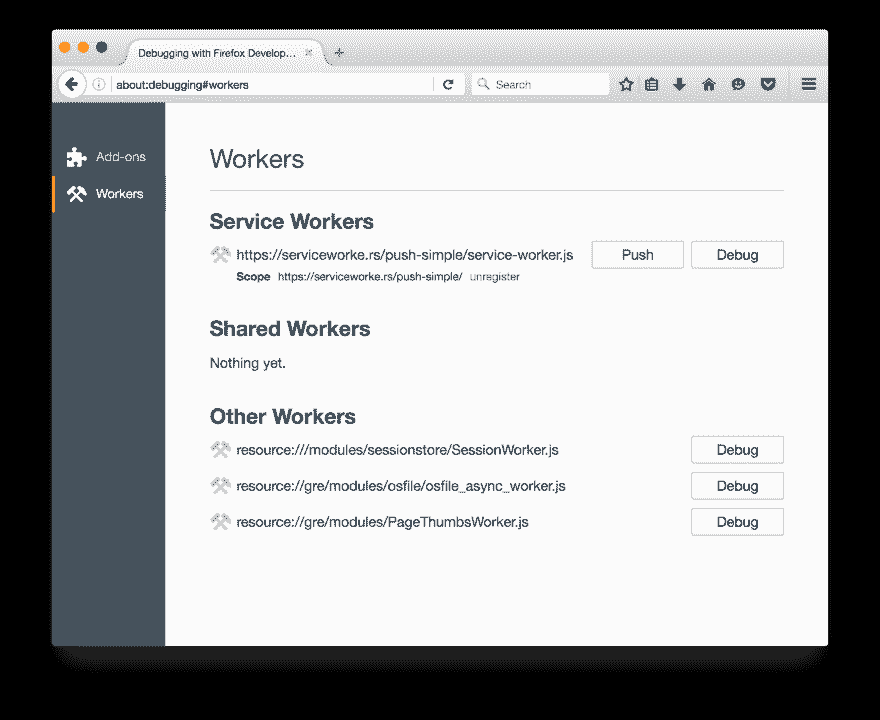 Debugging with Firefox Develop...
about:debugging#workers
Search
Add-ons
Workers
Workers
Service Workers
https://serviceworke.rs/push-simple/service-worker.js Push Debug
Scope https://serviceworke.rs/push-simple/ unregister
Shared Workers
Nothing yet.
Other Workers
resource:///modules/sessionstore/SessionWorker.js Debug
resource://gre/modules/osfile/osfile_async_worker.js Debug
resource://gre/modules/PageThumbsWorker.js Debug